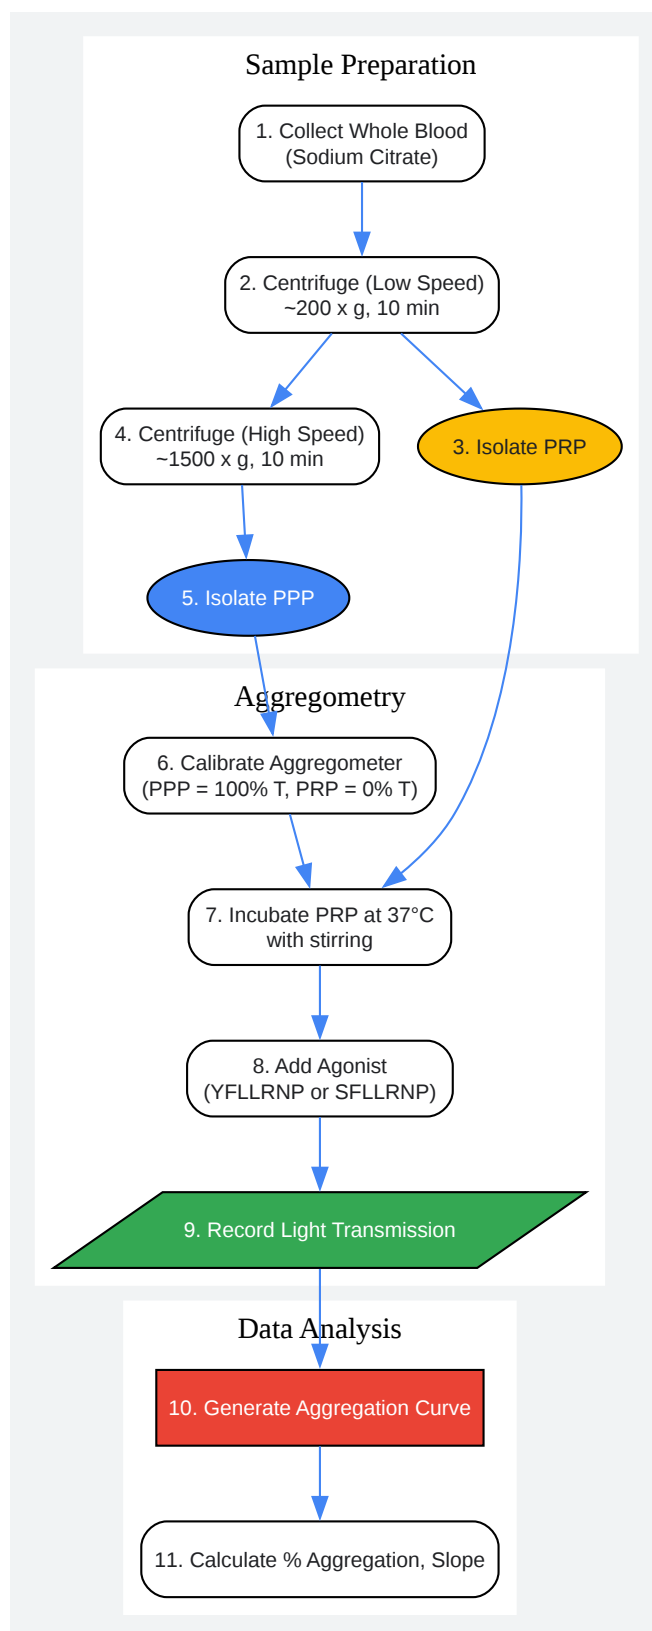 Sample Preparation
1. Collect Whole Blood
(Sodium Citrate)
2. Centrifuge (Low Speed)
~200 x g, 10 min
4. Centrifuge (High Speed)
~1500 x g, 10 min
3. Isolate PRP
5. Isolate PPP
Aggregometry
6. Calibrate Aggregometer
(PPP = 100% T, PRP = 0% T)
7. Incubate PRP at 37°C
with stirring
8. Add Agonist
(YFLLRNP or SFLLRNP)
9. Record Light Transmission
Data Analysis
10. Generate Aggregation Curve
11. Calculate % Aggregation, Slope